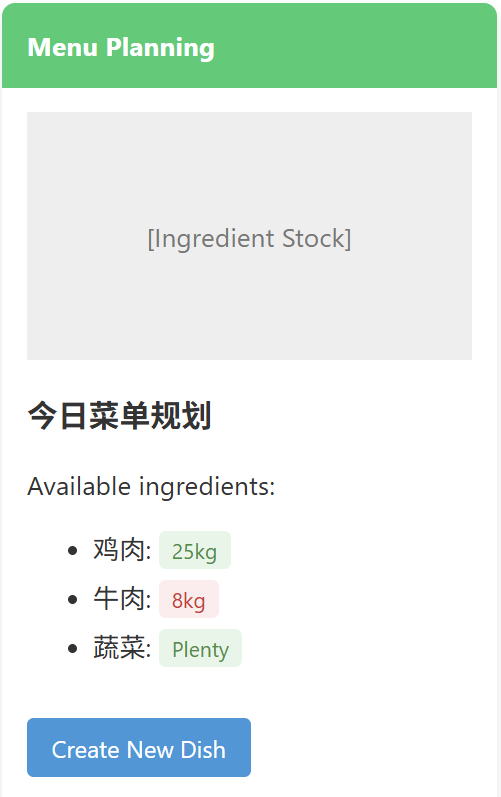 Menu Planning
[Ingredient Stock]
今日菜单规划
Available ingredients:
鸡肉: 25kg
牛肉: 8kg
蔬菜: Plenty
Create New Dish